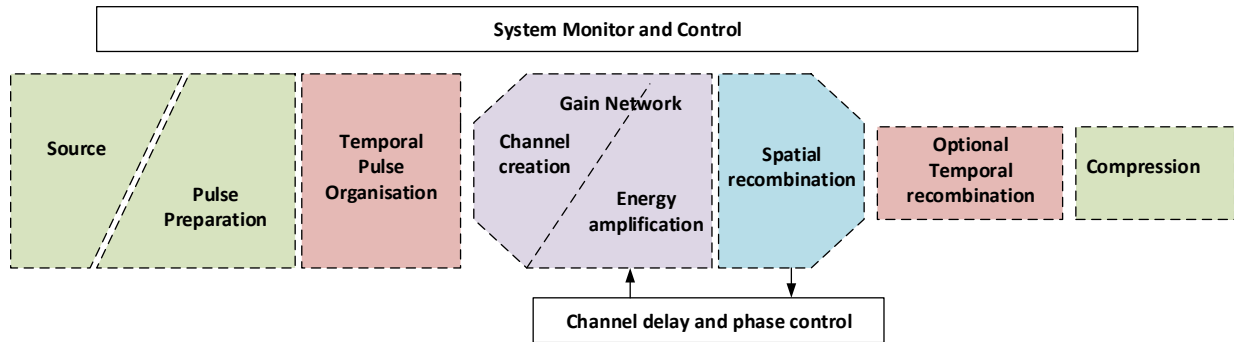 System Monitor and Control
Source
Pulse
Preparation
Temporal
Pulse
Organisation
Gain Network
Channel
creation
Energy
amplification
Spatial
recombination
Optional
Temporal
recombination
Compression
Channel delay and phase control